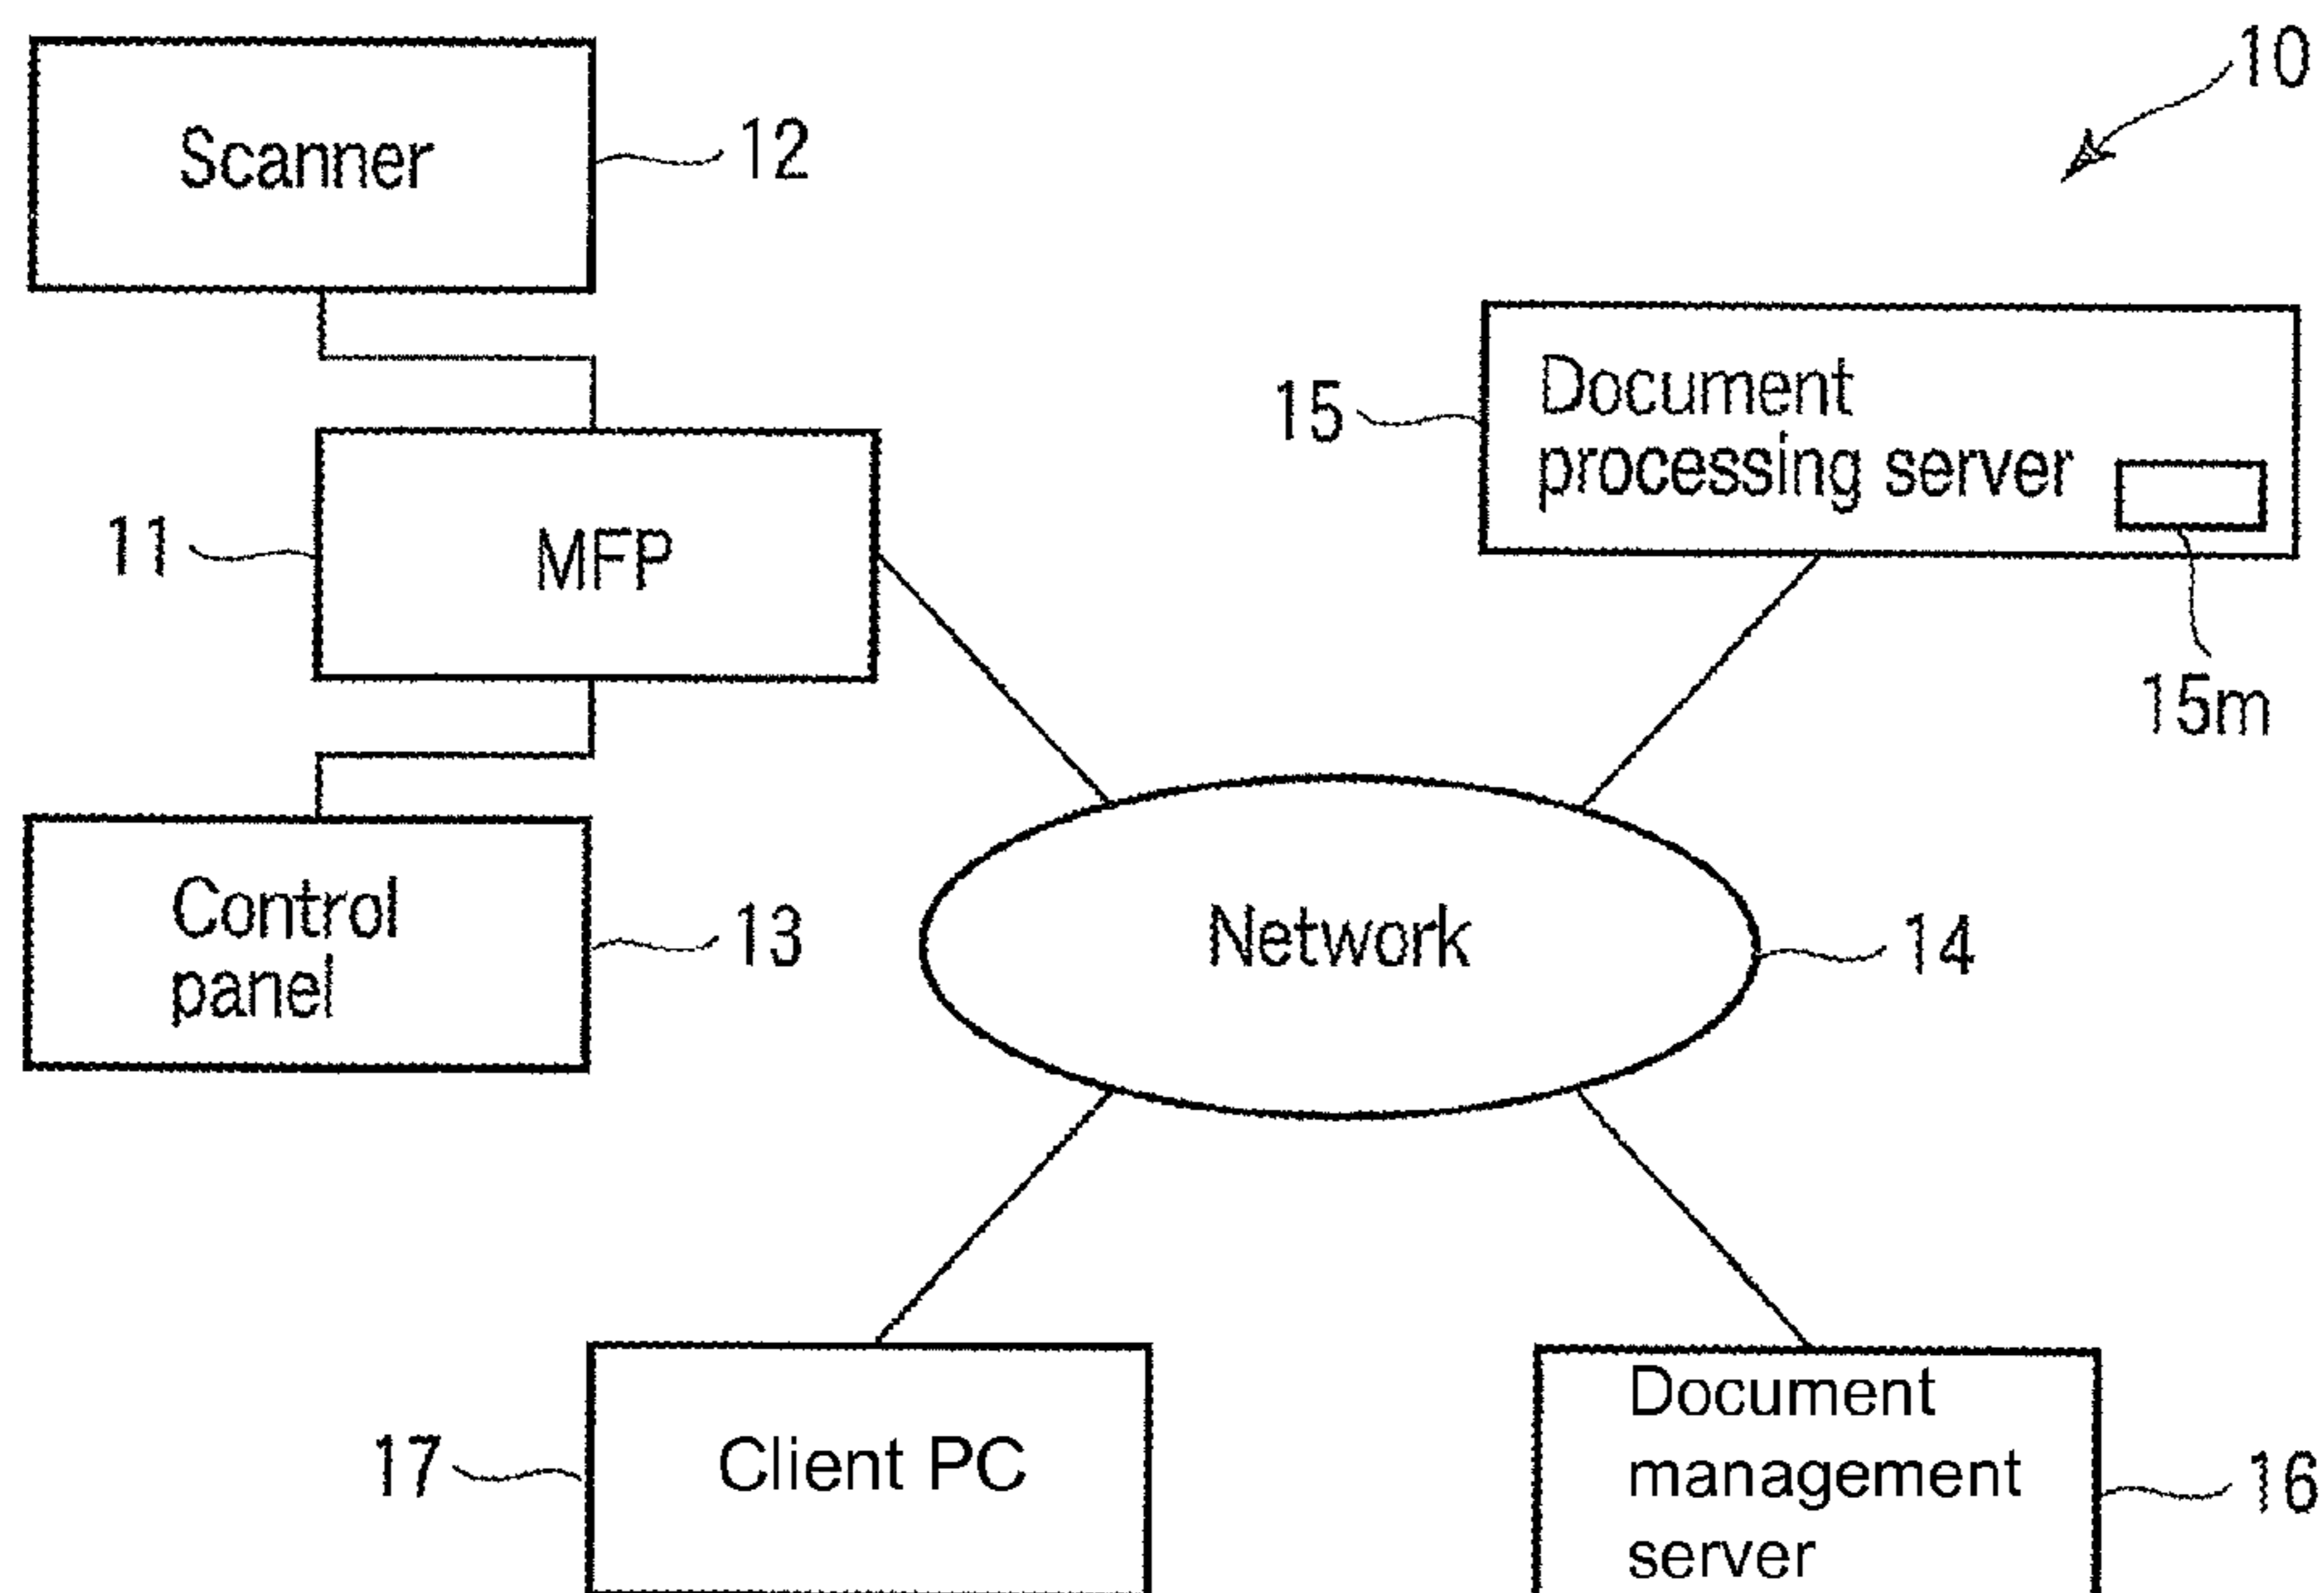 10
Scanner
12
Document
processing server
15
15m
MFP
11
Control
panel
13
Network
14
Client PC
17
Document
management
server
16